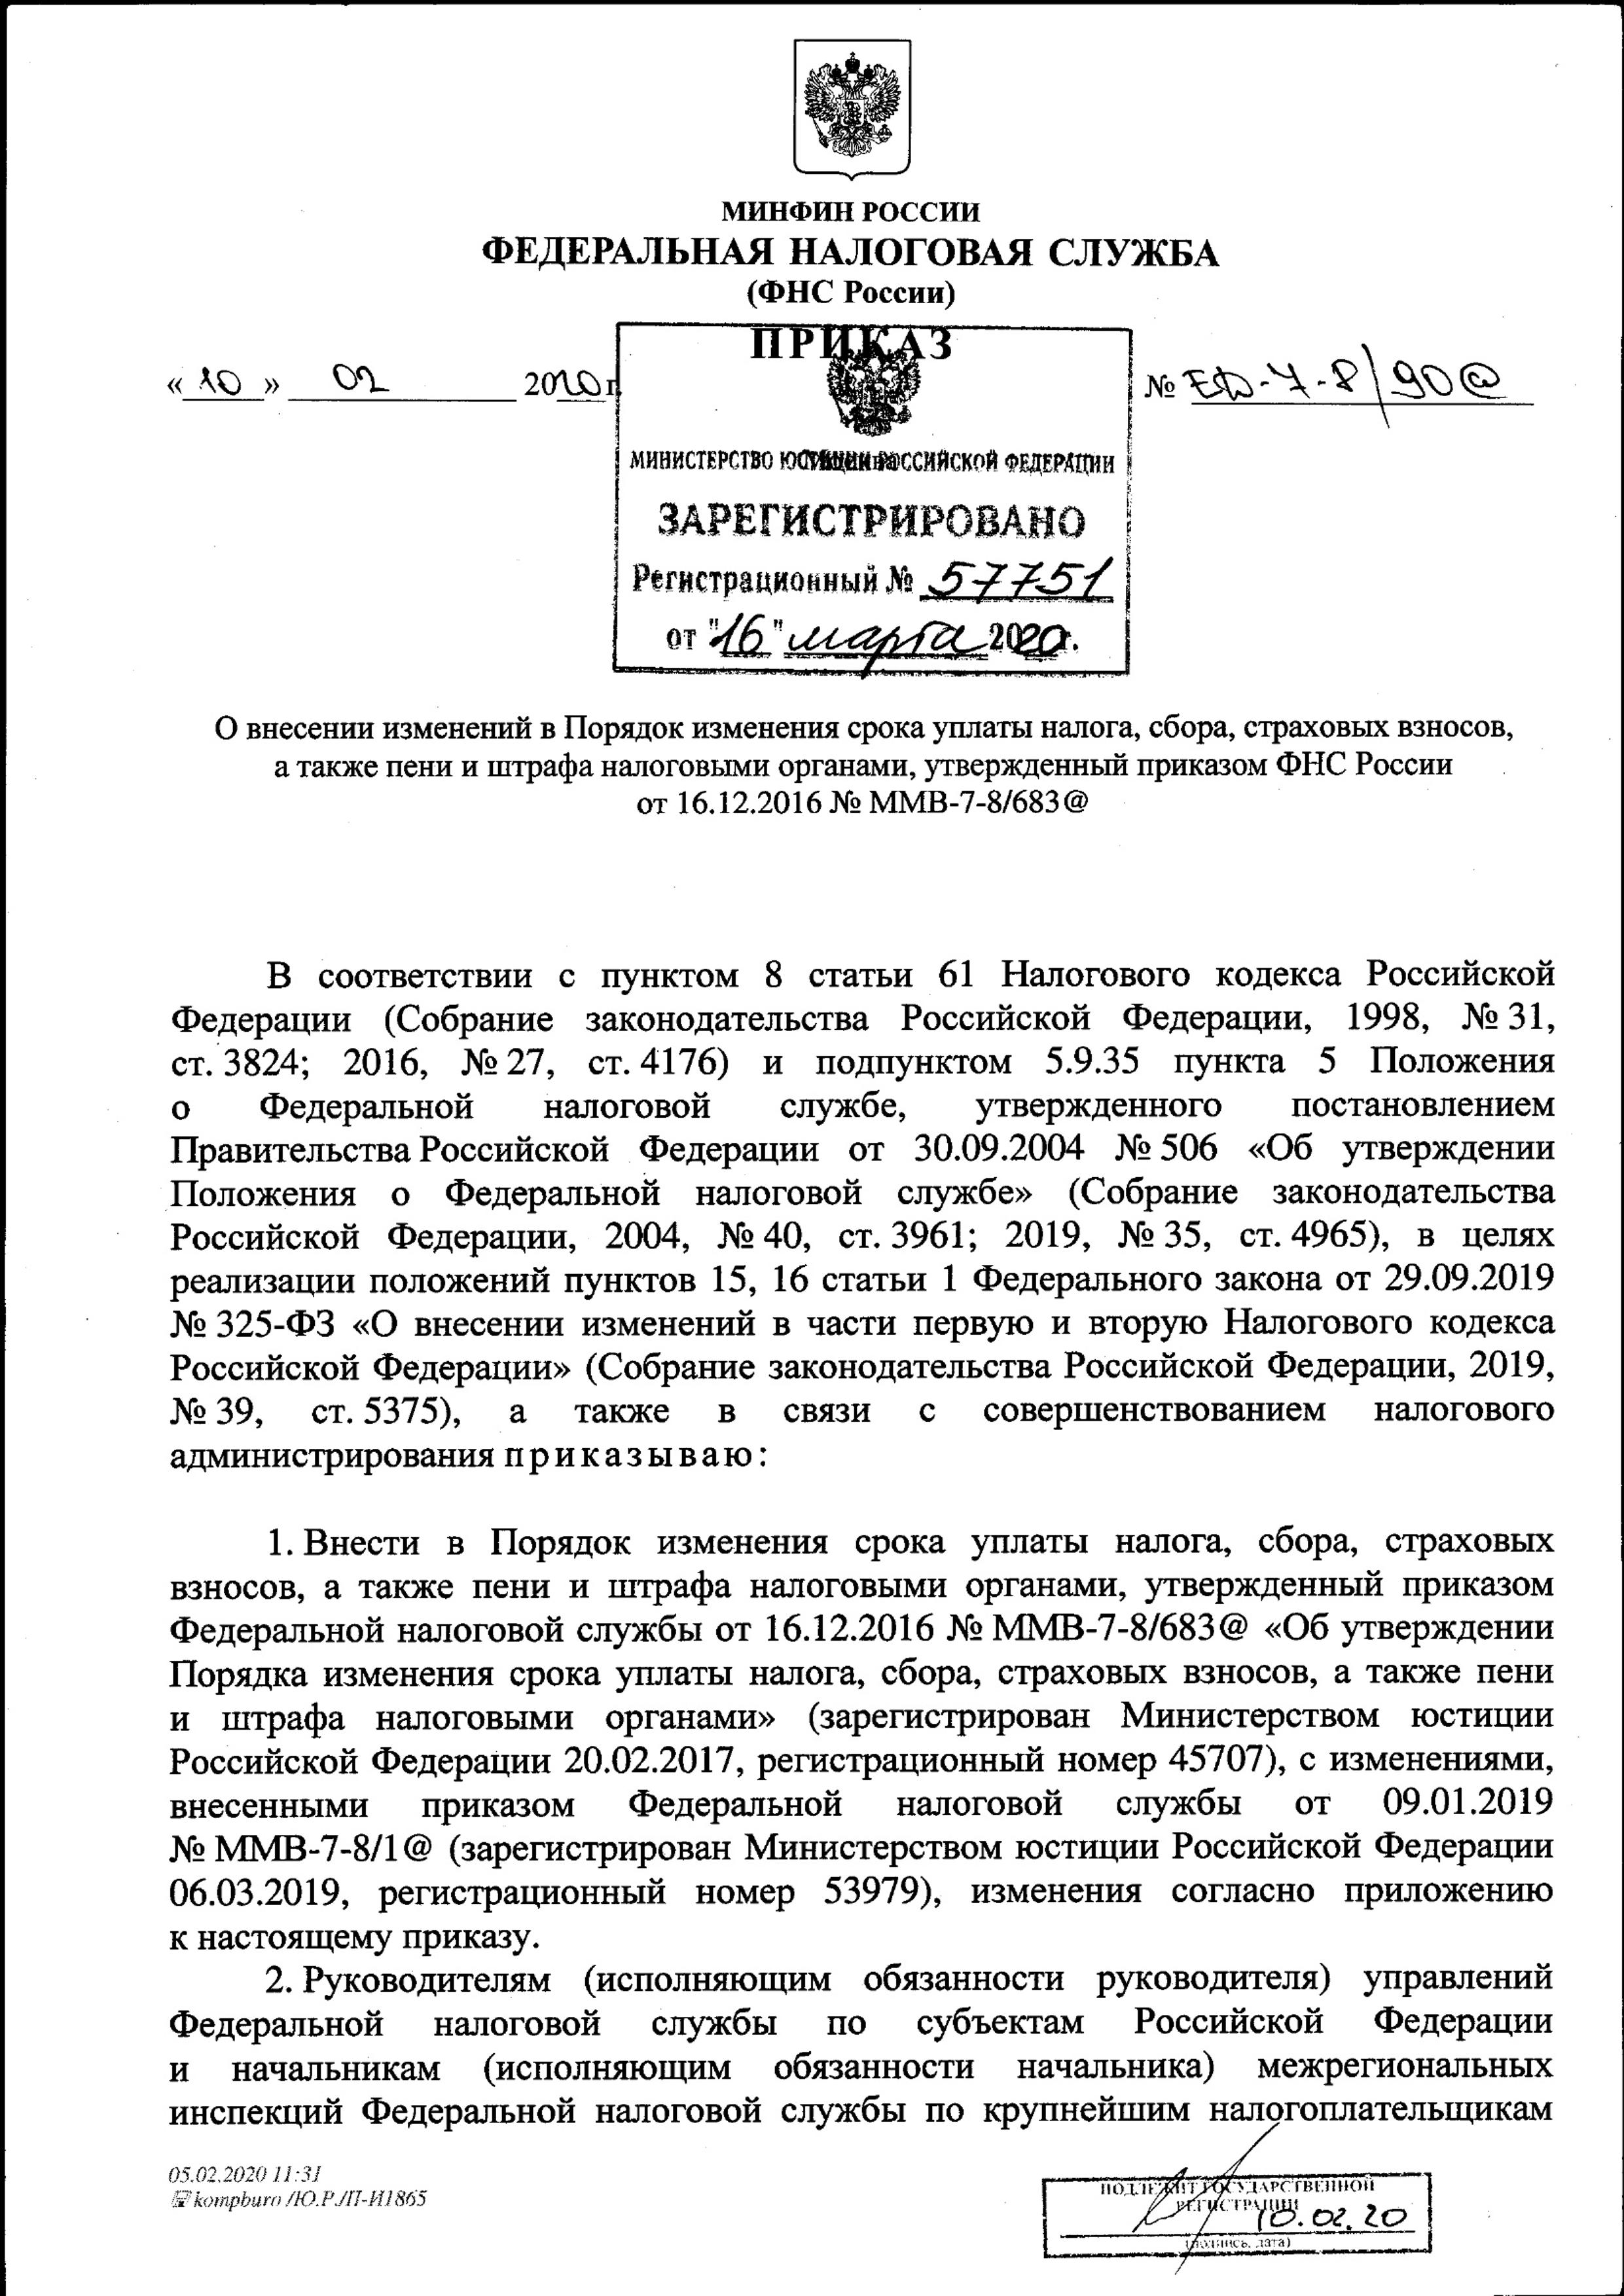 МИНФИН РОССИИ
ФЕДЕРАЛЬНАЯ НАЛОГОВАЯ СЛУЖБА
(ФНС России)
ПРИКАЗ
«10» 02 2020 г.
№ ЕД-7-8/90@
МИНИСТЕРСТВО ЮСТИЦИИ РОССИЙСКОЙ ФЕДЕРАЦИИ
ЗАРЕГИСТРИРОВАНО
Регистрационный № 57751
от "16" марта 2020г.
О внесении изменений в Порядок изменения срока уплаты налога, сбора, страховых взносов,
а также пени и штрафа налоговыми органами, утвержденный приказом ФНС России
от 16.12.2016 № ММВ-7-8/683@
В соответствии с пунктом 8 статьи 61 Налогового кодекса Российской
Федерации (Собрание законодательства Российской Федерации, 1998, № 31,
ст. 3824; 2016, № 27, ст. 4176) и подпунктом 5.9.35 пункта 5 Положения
о Федеральной налоговой службе, утвержденного постановлением
Правительства Российской Федерации от 30.09.2004 № 506 «Об утверждении
Положения о Федеральной налоговой службе» (Собрание законодательства
Российской Федерации, 2004, № 40, ст. 3961; 2019, № 35, ст. 4965), в целях
реализации положений пунктов 15, 16 статьи 1 Федерального закона от 29.09.2019
№ 325-ФЗ «О внесении изменений в части первую и вторую Налогового кодекса
Российской Федерации» (Собрание законодательства Российской Федерации, 2019,
№ 39, ст. 5375), а также в связи с совершенствованием налогового
администрирования приказываю:
1. Внести в Порядок изменения срока уплаты налога, сбора, страховых
взносов, а также пени и штрафа налоговыми органами, утвержденный приказом
Федеральной налоговой службы от 16.12.2016 № ММВ-7-8/683@ «Об утверждении
Порядка изменения срока уплаты налога, сбора, страховых взносов, а также пени
и штрафа налоговыми органами» (зарегистрирован Министерством юстиции
Российской Федерации 20.02.2017, регистрационный номер 45707), с изменениями,
внесенными приказом Федеральной налоговой службы от 09.01.2019
№ ММВ-7-8/1@ (зарегистрирован Министерством юстиции Российской Федерации
06.03.2019, регистрационный номер 53979), изменения согласно приложению
к настоящему приказу.
2. Руководителям (исполняющим обязанности руководителя) управлений
Федеральной налоговой службы по субъектам Российской Федерации
и начальникам (исполняющим обязанности начальника) межрегиональных
инспекций Федеральной налоговой службы по крупнейшим налогоплательщикам
05.02.2020 11:31
kompburo /Ю.Р./П-И1865
ПОДЛЕЖИТ ГОСУДАРСТВЕННОЙ
РЕГИСТРАЦИИ
10.02.20
(подпись, дата)